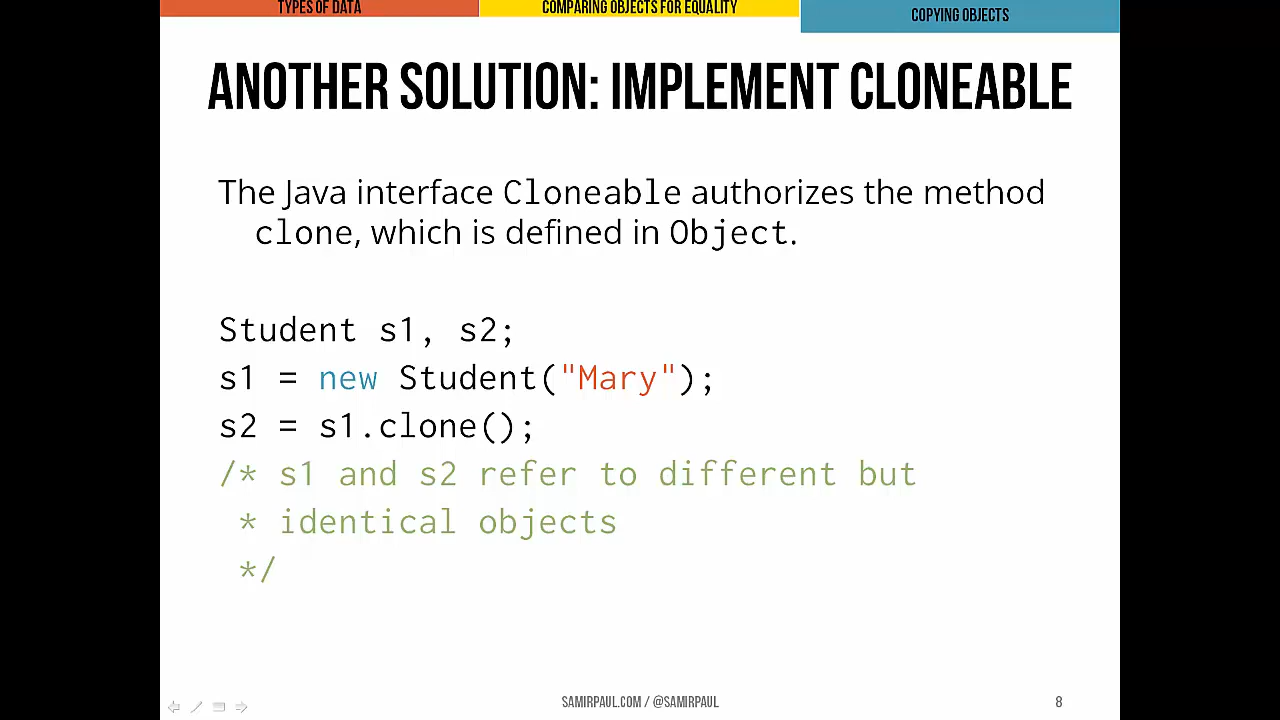 TYPES OF DATA
COMPARING OBJECTS FOR EQUALITY
COPYING OBJECTS
ANOTHER SOLUTION: IMPLEMENT CLONEABLE
The Java interface Cloneable authorizes the method
clone, which is defined in Object.
Student s1, s2;
s1 = new Student("Mary");
s2 = s1.clone();
/* s1 and s2 refer to different but
* identical objects
*/
SAMIRPAUL.COM / @SAMIRPAUL
8